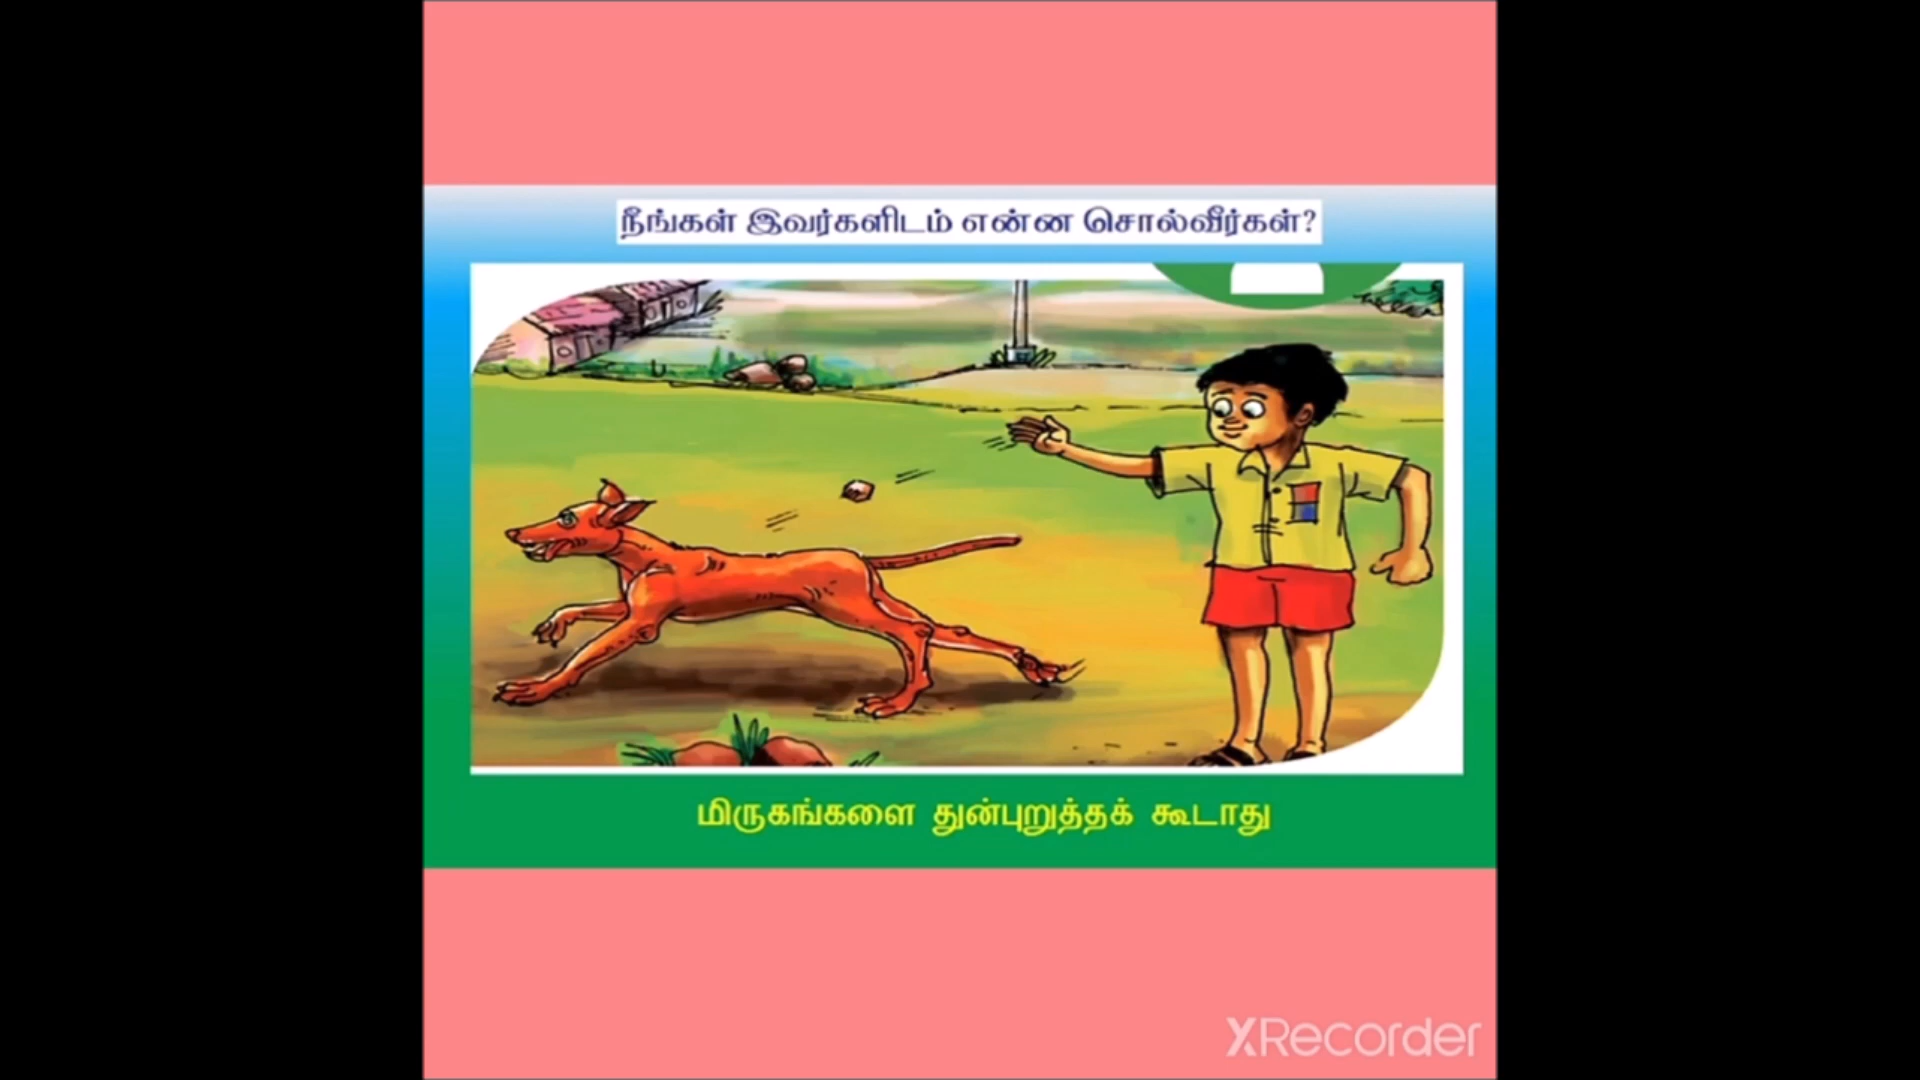 நீங்கள் இவர்களிடம் என்ன சொல்வீர்கள்?
மிருகங்களை துன்புறுத்தக் கூடாது
XRecorder